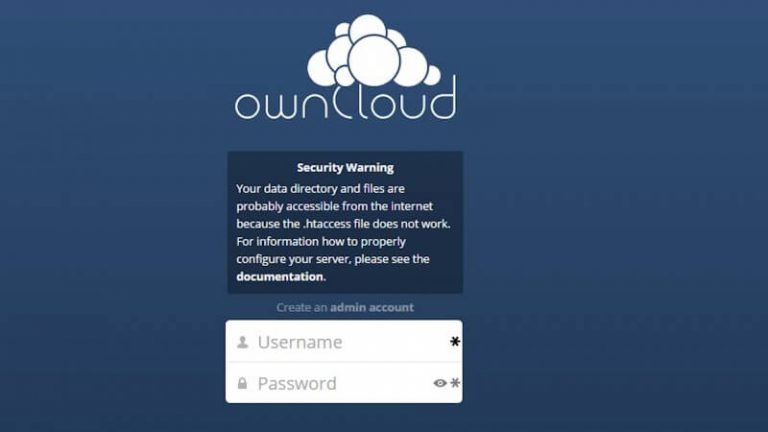 ownCloud
Security Warning
Your data directory and files are
probably accessible from the internet
because the .htaccess file does not work.
For information how to properly
configure your server, please see the
documentation.
Create an admin account
Username *
Password *